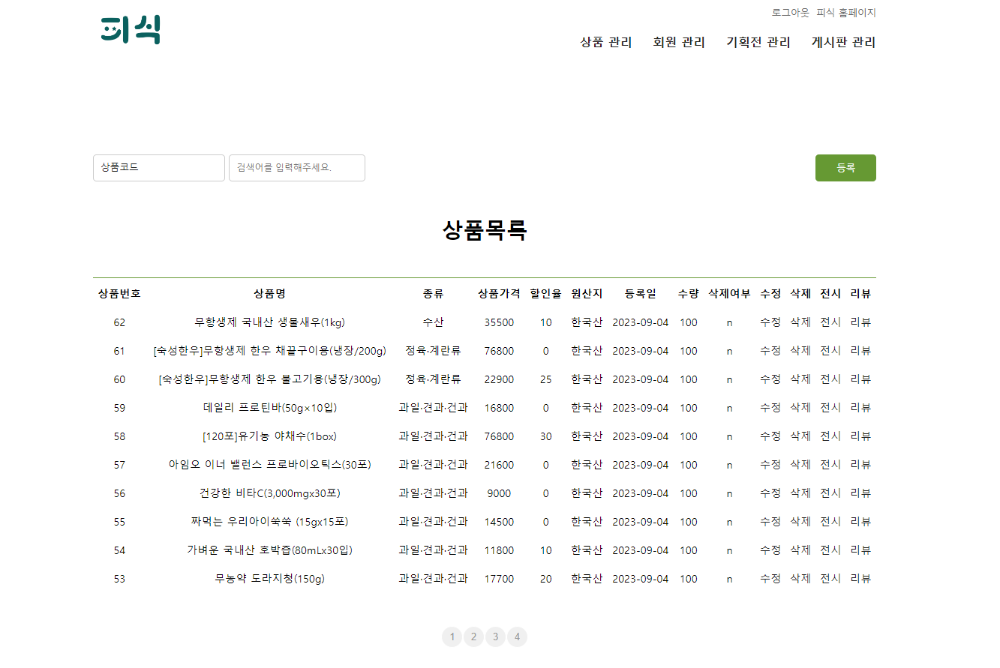 로그아웃 피식 홈페이지
피식
상품 관리 회원 관리 기획전 관리 게시판 관리
상품코드 검색어를 입력해주세요. 등록
상품목록
상품번호 상품명 종류 상품가격 할인율 원산지 등록일 수량 삭제여부 수정 삭제 전시 리뷰
62 무항생제 국내산 생물새우(1kg) 수산 35500 10 한국산 2023-09-04 100 n 수정 삭제 전시 리뷰
61 [숙성한우]무항생제 한우 채끝구이용(냉장/200g) 정육·계란류 76800 0 한국산 2023-09-04 100 n 수정 삭제 전시 리뷰
60 [숙성한우]무항생제 한우 불고기용(냉장/300g) 정육·계란류 22900 25 한국산 2023-09-04 100 n 수정 삭제 전시 리뷰
59 데일리 프로틴바(50g×10입) 과일·견과·건과 16800 0 한국산 2023-09-04 100 n 수정 삭제 전시 리뷰
58 [120포]유기농 야채수(1box) 과일·견과·건과 76800 30 한국산 2023-09-04 100 n 수정 삭제 전시 리뷰
57 아임오 이너 밸런스 프로바이오틱스(30포) 과일·견과·건과 21600 0 한국산 2023-09-04 100 n 수정 삭제 전시 리뷰
56 건강한 비타C(3,000mgx30포) 과일·견과·건과 9000 0 한국산 2023-09-04 100 n 수정 삭제 전시 리뷰
55 짜먹는 우리아이쑥쑥 (15gx15포) 과일·견과·건과 14500 0 한국산 2023-09-04 100 n 수정 삭제 전시 리뷰
54 가벼운 국내산 호박즙(80mLx30입) 과일·견과·건과 11800 10 한국산 2023-09-04 100 n 수정 삭제 전시 리뷰
53 무농약 도라지청(150g) 과일·견과·건과 17700 20 한국산 2023-09-04 100 n 수정 삭제 전시 리뷰
1 2 3 4